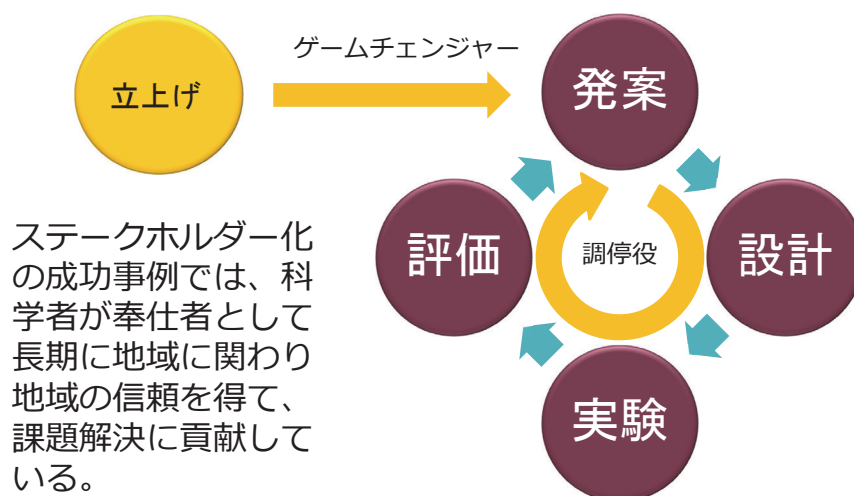 ゲームチェンジャー
立上げ
発案
評価
調停役
設計
実験
ステークホルダー化
の成功事例では、科
学者が奉仕者として
長期に地域に関わり
地域の信頼を得て、
課題解決に貢献して
いる。